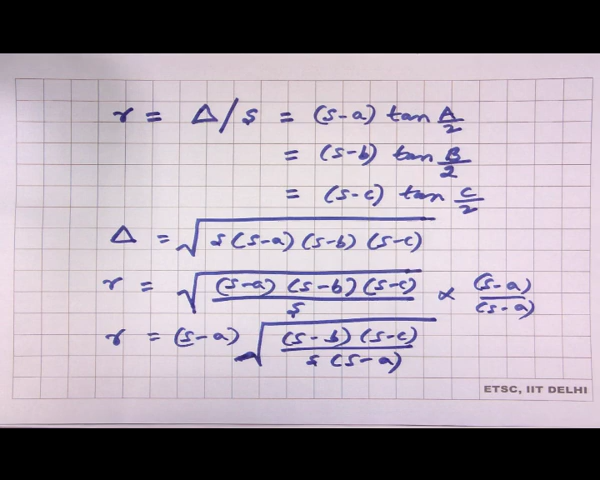 r = Δ/s = (s-a) tan A/2
= (s-b) tan B/2
= (s-c) tan C/2
Δ = √(s(s-a)(s-b)(s-c))
r = √((s-a)(s-b)(s-c)/s) × (s-a)/(s-a)
r = (s-a) √((s-b)(s-c)/s(s-a))
ETSC, IIT DELHI